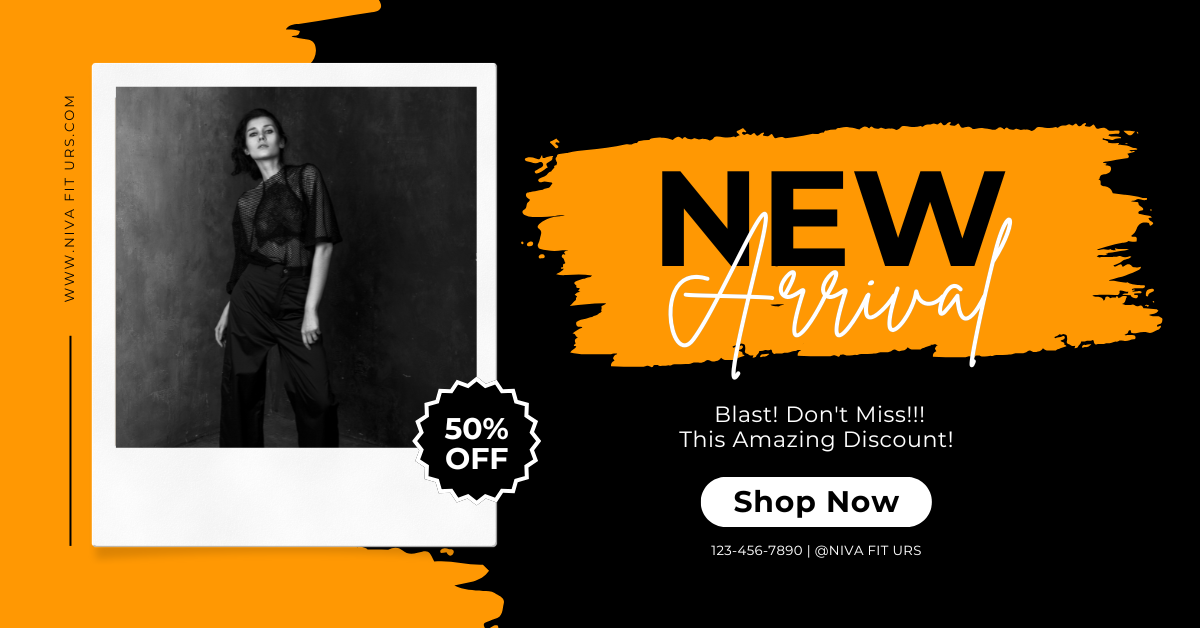 WWW.NIVA FIT URS.COM
50%
OFF
NEW
Arrival
Blast! Don't Miss!!!
This Amazing Discount!
Shop Now
123-456-7890 | @NIVA FIT URS